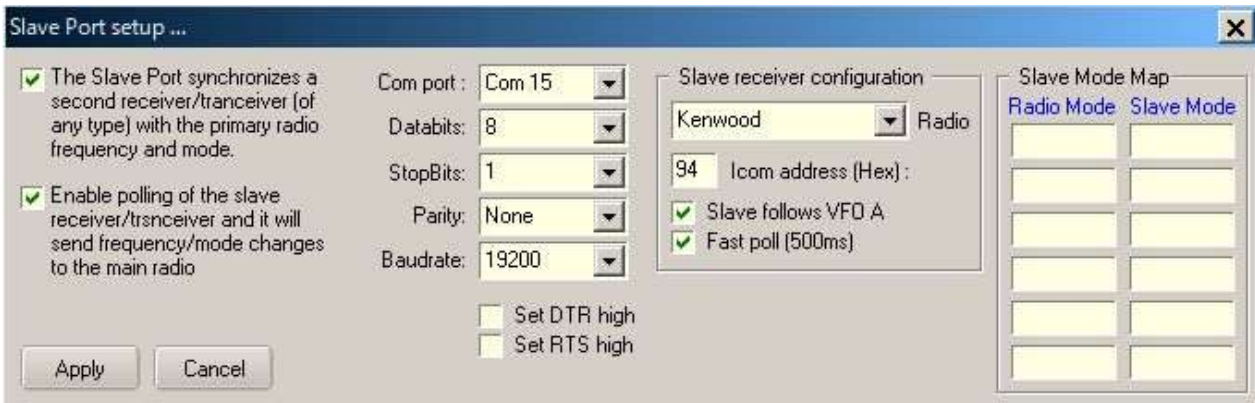 Slave Port setup ...
The Slave Port synchronizes a
second receiver/tranceiver (of
any type) with the primary radio
frequency and mode.
Enable polling of the slave
receiver/trsnceiver and it will
send frequency/mode changes
to the main radio
Apply
Cancel
Com port :
Com 15
Databits:
8
StopBits:
1
Parity:
None
Baudrate:
19200
Set DTR high
Set RTS high
Slave receiver configuration
Kenwood
Radio
94
Icom address (Hex) :
Slave follows VFO A
Fast poll (500ms)
Slave Mode Map
Radio Mode
Slave Mode